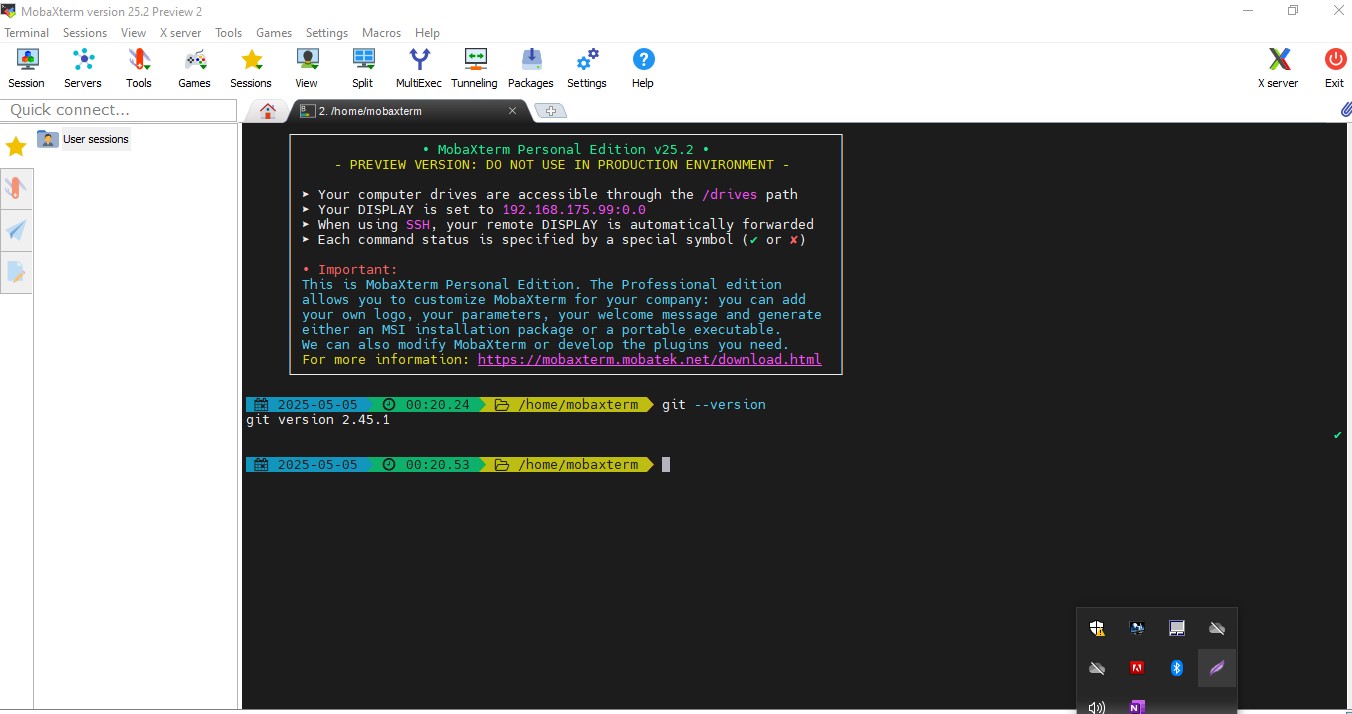 MobaXterm version 25.2 Preview 2
Terminal Sessions View X server Tools Games Settings Macros Help
Session Servers Tools Games Sessions View Split MultiExec Tunneling Packages Settings Help X server Exit
Quick connect...
2. /home/mobaxterm
User sessions
• MobaXterm Personal Edition v25.2 •
- PREVIEW VERSION: DO NOT USE IN PRODUCTION ENVIRONMENT -
➤ Your computer drives are accessible through the /drives path
➤ Your DISPLAY is set to 192.168.175.99:0.0
➤ When using SSH, your remote DISPLAY is automatically forwarded
➤ Each command status is specified by a special symbol (✔ or ✘)
• Important:
This is MobaXterm Personal Edition. The Professional edition
allows you to customize MobaXterm for your company: you can add
your own logo, your parameters, your welcome message and generate
either an MSI installation package or a portable executable.
We can also modify MobaXterm or develop the plugins you need.
For more information: https://mobaxterm.mobatek.net/download.html
2025-05-05 00:20.24 /home/mobaxterm git --version
git version 2.45.1
✔
2025-05-05 00:20.53 /home/mobaxterm